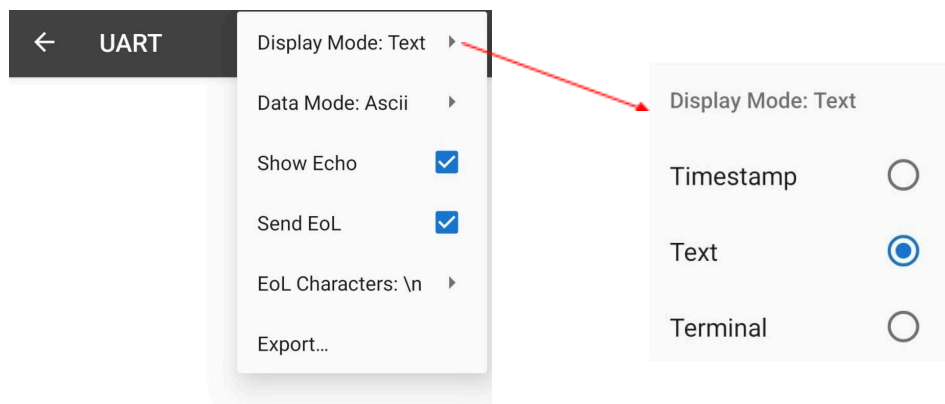 UART
Display Mode: Text
Data Mode: Ascii
Show Echo
Send EoL
EoL Characters: \n
Export...
Display Mode: Text
Timestamp
Text
Terminal